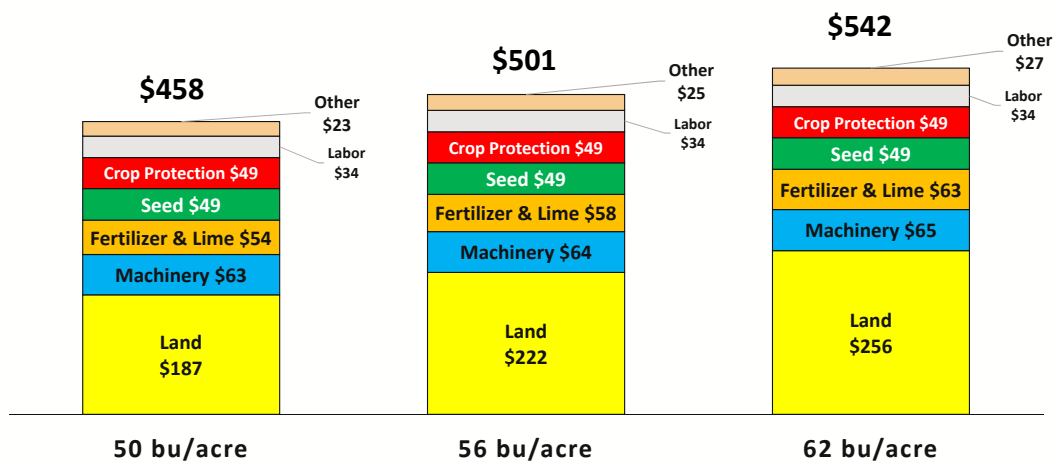 $458
Other
$23
Labor
$34
Crop Protection $49
Seed $49
Fertilizer & Lime $54
Machinery $63
Land
$187
50 bu/acre
$501
Other
$25
Labor
$34
Crop Protection $49
Seed $49
Fertilizer & Lime $58
Machinery $64
Land
$222
56 bu/acre
$542
Other
$27
Labor
$34
Crop Protection $49
Seed $49
Fertilizer & Lime $63
Machinery $65
Land
$256
62 bu/acre